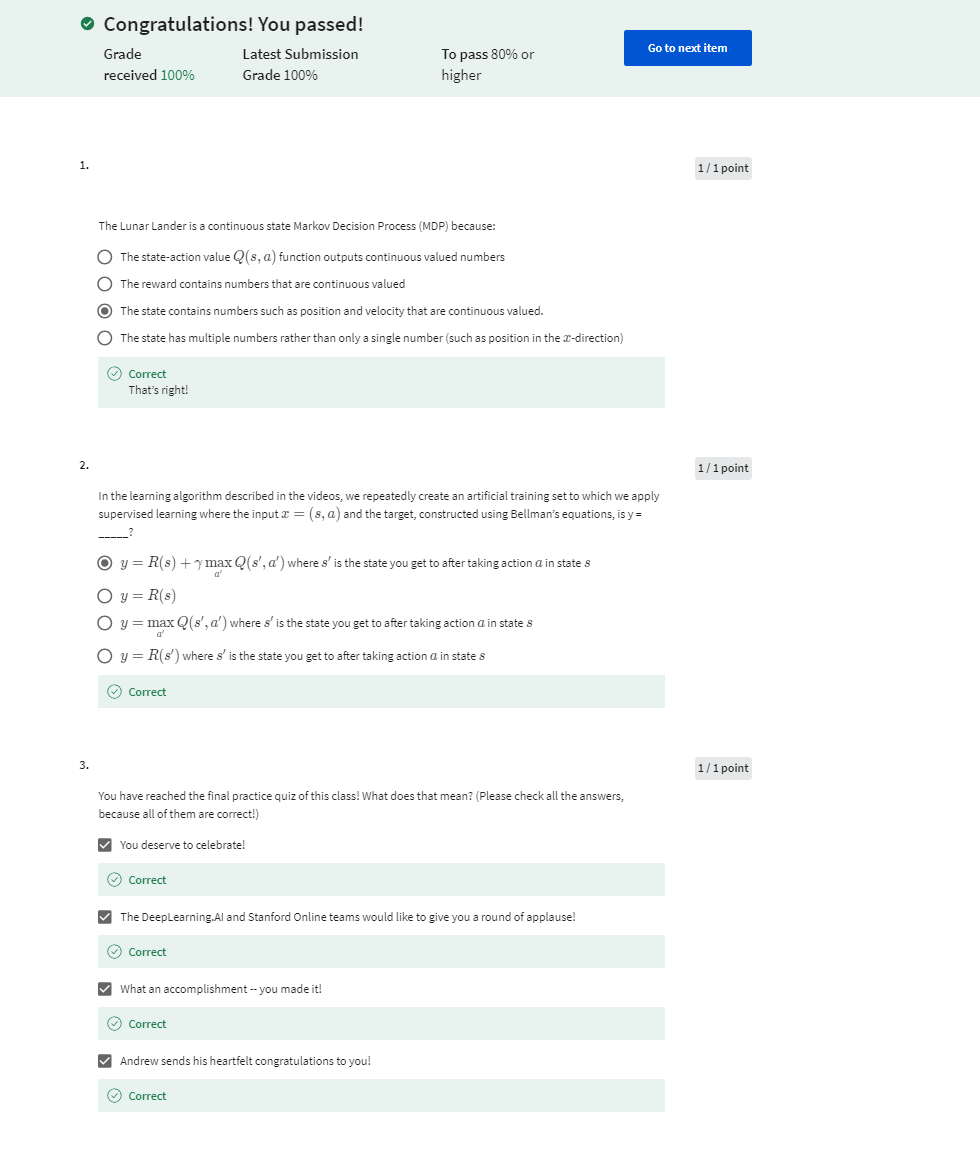 Congratulations! You passed!
Grade received 100%
Latest Submission Grade 100%
To pass 80% or higher
Go to next item
1.
1 / 1 point
The Lunar Lander is a continuous state Markov Decision Process (MDP) because:
The state-action value Q(s, a) function outputs continuous valued numbers
The reward contains numbers that are continuous valued
The state contains numbers such as position and velocity that are continuous valued.
The state has multiple numbers rather than only a single number (such as position in the x-direction)
Correct
That's right!
2.
1 / 1 point
In the learning algorithm described in the videos, we repeatedly create an artificial training set to which we apply
supervised learning where the input x = (s, a) and the target, constructed using Bellman's equations, is y =
_____?
y = R(s) + γ max_{a'} Q(s', a') where s' is the state you get to after taking action a in state s
y = R(s)
y = max_{a'} Q(s', a') where s' is the state you get to after taking action a in state s
y = R(s') where s' is the state you get to after taking action a in state s
Correct
3.
1 / 1 point
You have reached the final practice quiz of this class! What does that mean? (Please check all the answers,
because all of them are correct!)
You deserve to celebrate!
Correct
The DeepLearning.AI and Stanford Online teams would like to give you a round of applause!
Correct
What an accomplishment -- you made it!
Correct
Andrew sends his heartfelt congratulations to you!
Correct